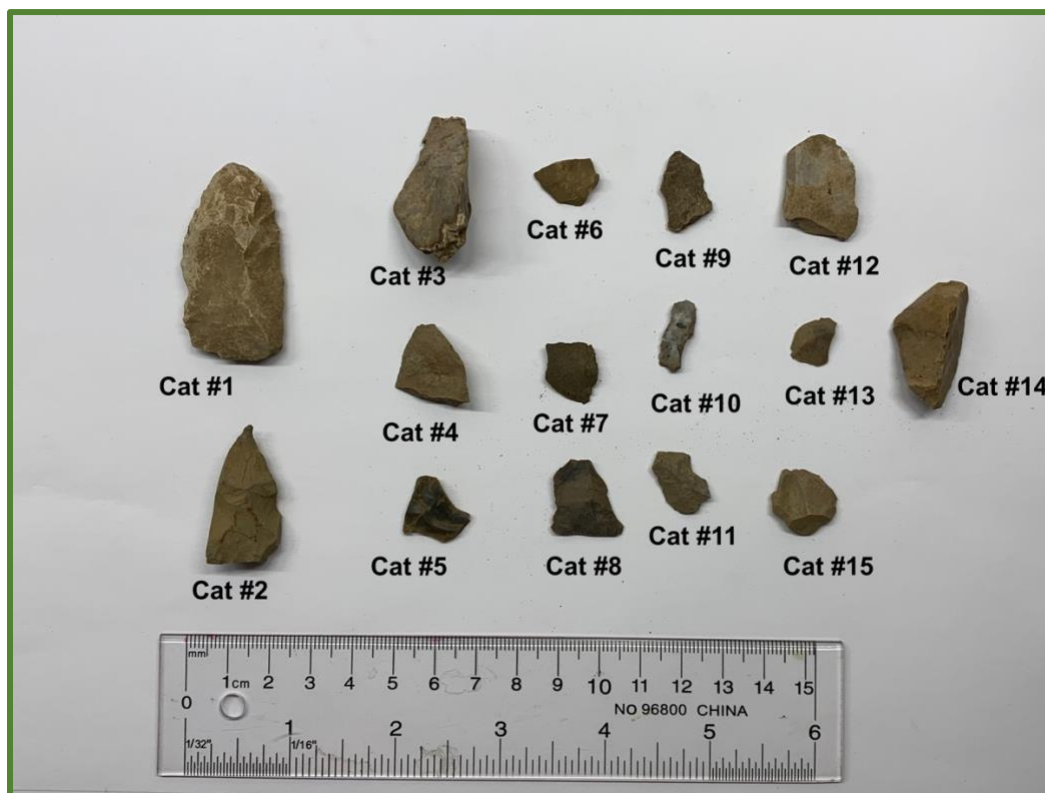 Cat #1
Cat #2
Cat #3
Cat #4
Cat #5
Cat #6
Cat #7
Cat #8
Cat #9
Cat #10
Cat #11
Cat #12
Cat #13
Cat #14
Cat #15
mm
1cm 2 3 4 5 6 7 8 9 10 11 12 13 14 15
0
NO 96800 CHINA
1 2 3 4 5 6
1/32" 1/16"